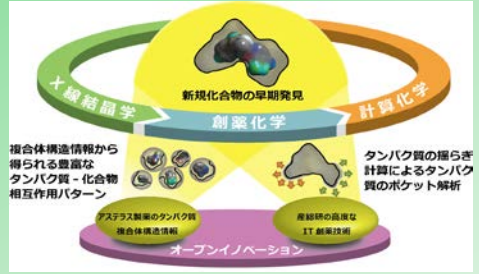 新規化合物の早期発見
X線結晶学
創薬化学
計算化学
複合体構造情報から
得られる豊富な
タンパク質-化合物
相互作用パターン
タンパク質の揺らぎ
計算によるタンパク
質のポケット解析
アステラス製薬のタンパク質
複合体構造情報
産総研の高度な
IT創薬技術
オープンイノベーション